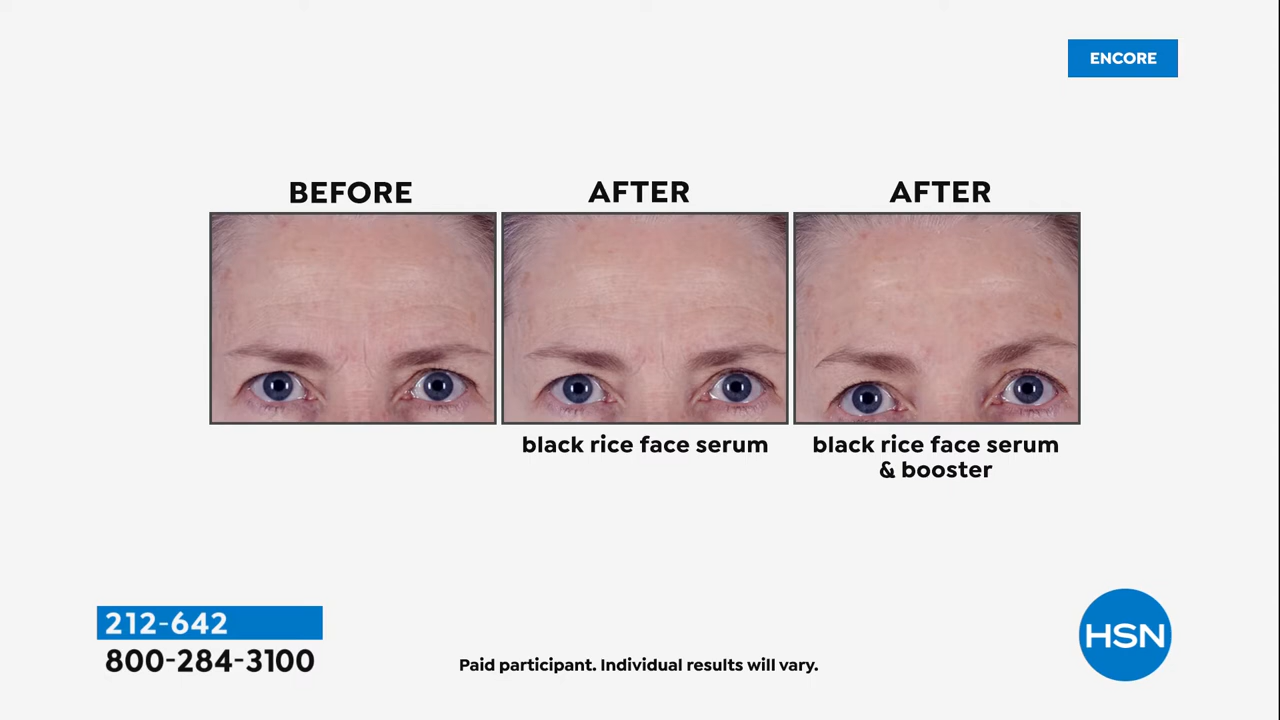 ENCORE
BEFORE
AFTER
AFTER
black rice face serum
black rice face serum
& booster
212-642
800-284-3100
Paid participant. Individual results will vary.
HSN